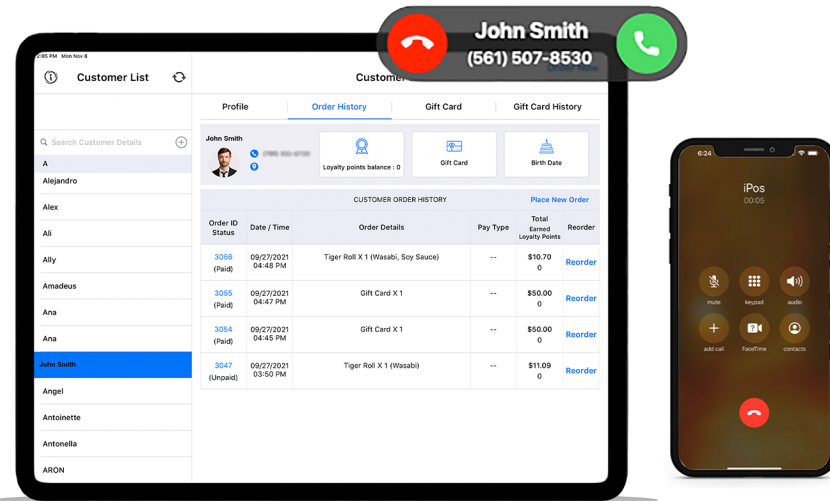 John Smith
(561) 507-8530
2:05 PM Mon Nov 8
Customer List
Search Customer Details
A
Alejandro
Alex
Ali
Ally
Amadeus
Ana
Ana
John Smith
Angel
Antoinette
Antonella
ARON
Profile
Order History
Gift Card
Gift Card History
John Smith
Loyalty points balance : 0
Gift Card
Birth Date
CUSTOMER ORDER HISTORY
Place New Order
Order ID
Status
Date / Time
Order Details
Pay Type
Total
Earned
Loyalty Points
Reorder
3056
(Paid)
09/27/2021
04:48 PM
Tiger Roll X 1 (Wasabi, Soy Sauce)
--
$10.70
0
Reorder
3055
(Paid)
09/27/2021
04:47 PM
Gift Card X 1
--
$50.00
0
Reorder
3054
(Paid)
09/27/2021
04:45 PM
Gift Card X 1
--
$50.00
0
Reorder
3047
(Unpaid)
09/27/2021
03:50 PM
Tiger Roll X 1 (Wasabi)
--
$11.09
0
Reorder
6:24
iPos
00:05
mute
keypad
audio
add call
FaceTime
contacts